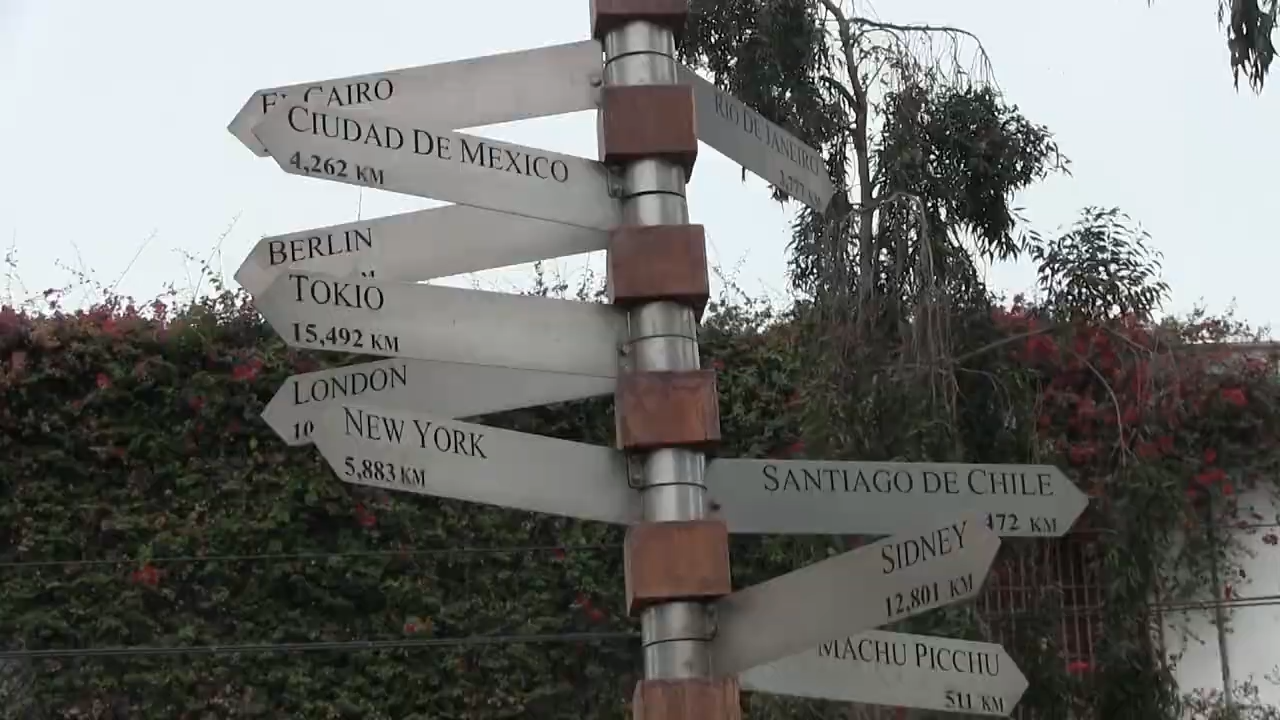 CAIRO
RIO DE JANEIRO
CIUDAD DE MEXICO
4,262 KM
BERLIN
TOKIO
15,492 KM
LONDON
10
NEW YORK
5,883 KM
SANTIAGO DE CHILE
472 KM
SIDNEY
12,801 KM
MACHU PICCHU
511 KM